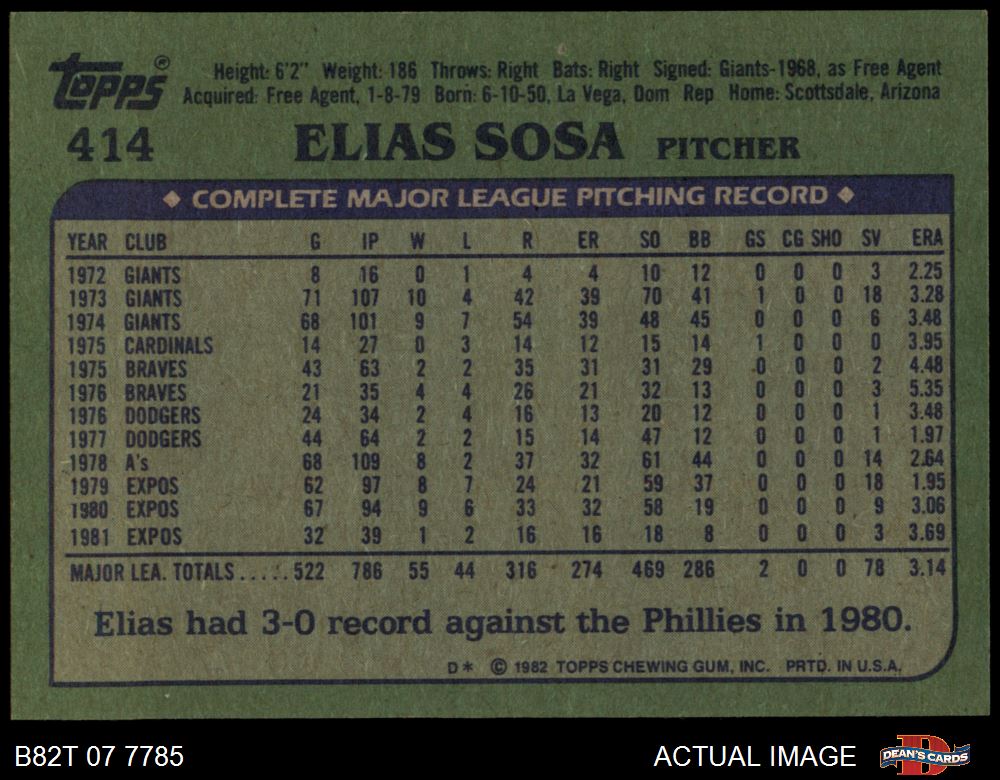 Topps® Height: 6'2" Weight: 186 Throws: Right Bats: Right Signed: Giants-1968, as Free Agent
Acquired: Free Agent, 1-8-79 Born: 6-10-50, La Vega, Dom Rep Home: Scottsdale, Arizona
414 ELIAS SOSA PITCHER
◆ COMPLETE MAJOR LEAGUE PITCHING RECORD ◆
YEAR CLUB G IP W L R ER SO BB GS CG SHO SV ERA
1972 GIANTS 8 16 0 1 4 4 10 12 0 0 0 3 2.25
1973 GIANTS 71 107 10 4 42 39 70 41 1 0 0 18 3.28
1974 GIANTS 68 101 9 7 54 39 48 45 0 0 0 6 3.48
1975 CARDINALS 14 27 0 3 14 12 15 14 1 0 0 0 3.95
1975 BRAVES 43 63 2 2 35 31 31 29 0 0 0 2 4.48
1976 BRAVES 21 35 4 4 26 21 32 13 0 0 0 3 5.35
1976 DODGERS 24 34 2 4 16 13 20 12 0 0 0 1 3.48
1977 DODGERS 44 64 2 2 15 14 47 12 0 0 0 1 1.97
1978 A's 68 109 8 2 37 32 61 44 0 0 0 14 2.64
1979 EXPOS 62 97 8 7 24 21 59 37 0 0 0 18 1.95
1980 EXPOS 67 94 9 6 33 32 58 19 0 0 0 9 3.06
1981 EXPOS 32 39 1 2 16 16 18 8 0 0 0 3 3.69
MAJOR LEA. TOTALS.....522 786 55 44 316 274 469 286 2 0 0 78 3.14
Elias had 3-0 record against the Phillies in 1980.
D* © 1982 TOPPS CHEWING GUM, INC. PRTD. IN U.S.A.
B82T 07 7785 ACTUAL IMAGE DEAN'S CARDS